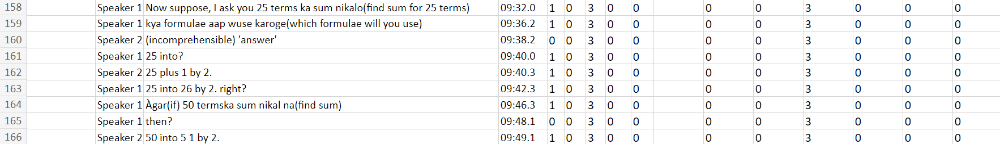 158 Speaker 1 Now suppose, I ask you 25 terms ka sum nikalo(find sum for 25 terms) 09:32.0 1 0 3 0 0 0 0 3 0 0 0
159 Speaker 1 kya formulae aap wuse karoge(which formulae will you use) 09:36.2 1 0 3 0 0 0 0 3 0 0 0
160 Speaker 2 (incomprehensible) 'answer' 09:38.2 0 0 3 0 0 0 0 3 0 0 0
161 Speaker 1 25 into? 09:40.0 1 0 3 0 0 0 0 3 0 0 0
162 Speaker 2 25 plus 1 by 2. 09:40.3 1 0 3 0 0 0 0 3 0 0 0
163 Speaker 1 25 into 26 by 2. right? 09:42.3 1 0 3 0 0 0 0 3 0 0 0
164 Speaker 1 Àgar(if) 50 termska sum nikal na(find sum) 09:46.3 1 0 3 0 0 0 0 3 0 0 0
165 Speaker 1 then? 09:48.1 0 0 3 0 0 0 0 3 0 0 0
166 Speaker 2 50 into 5 1 by 2. 09:49.1 1 0 3 0 0 0 0 3 0 0 0